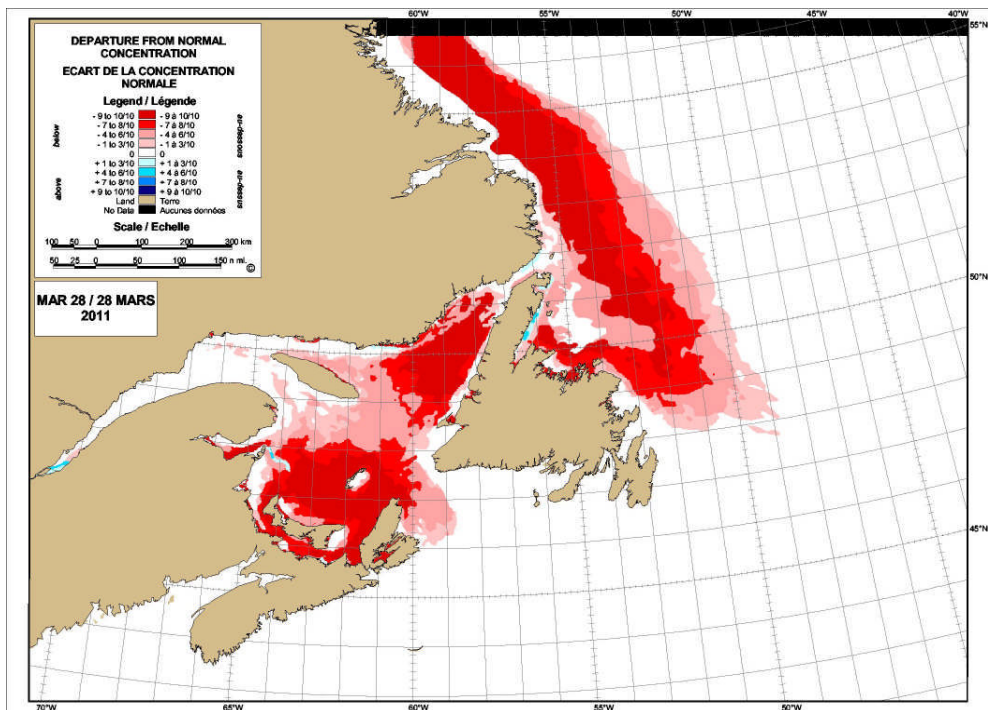 60°W 55°W 50°W 45°W 40°W
55°N
DEPARTURE FROM NORMAL
CONCENTRATION
ECART DE LA CONCENTRATION
NORMALE
Legend / Légende
- 9 to 10/10 - 9 à 10/10
- 7 to 8/10 - 7 à 8/10
- 4 to 6/10 - 4 à 6/10
- 1 to 3/10 - 1 à 3/10
0 0
+ 1 to 3/10 + 1 à 3/10
+ 4 to 6/10 + 4 à 6/10
+ 7 to 8/10 + 7 à 8/10
+ 9 to 10/10 + 9 à 10/10
Land Terre
No Data Aucunes données
below
above
au-dessous
au-dessus
Scale / Echelle
100 50 0 100 200 300 km
50 25 0 50 100 150 n mi.
©
MAR 28 / 28 MARS
2011
50°N
45°N
70°W 65°W 60°W 55°W 50°W